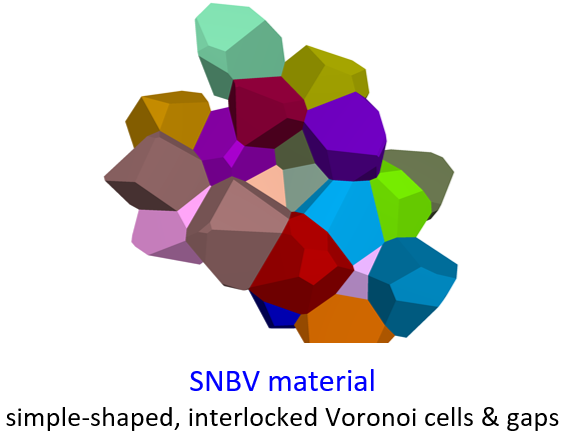 SNBV material
simple-shaped, interlocked Voronoi cells & gaps